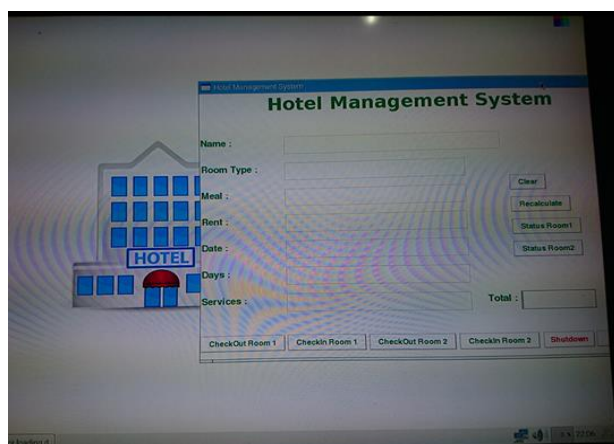 Hotel Management System
Hotel Management System
Name :
Room Type :
Clear
Meal :
Recalculate
Rent :
Status Room1
Date :
Status Room2
HOTEL
Days :
Services :
Total :
CheckOut Room 1
CheckIn Room 1
CheckOut Room 2
CheckIn Room 2
Shutdown